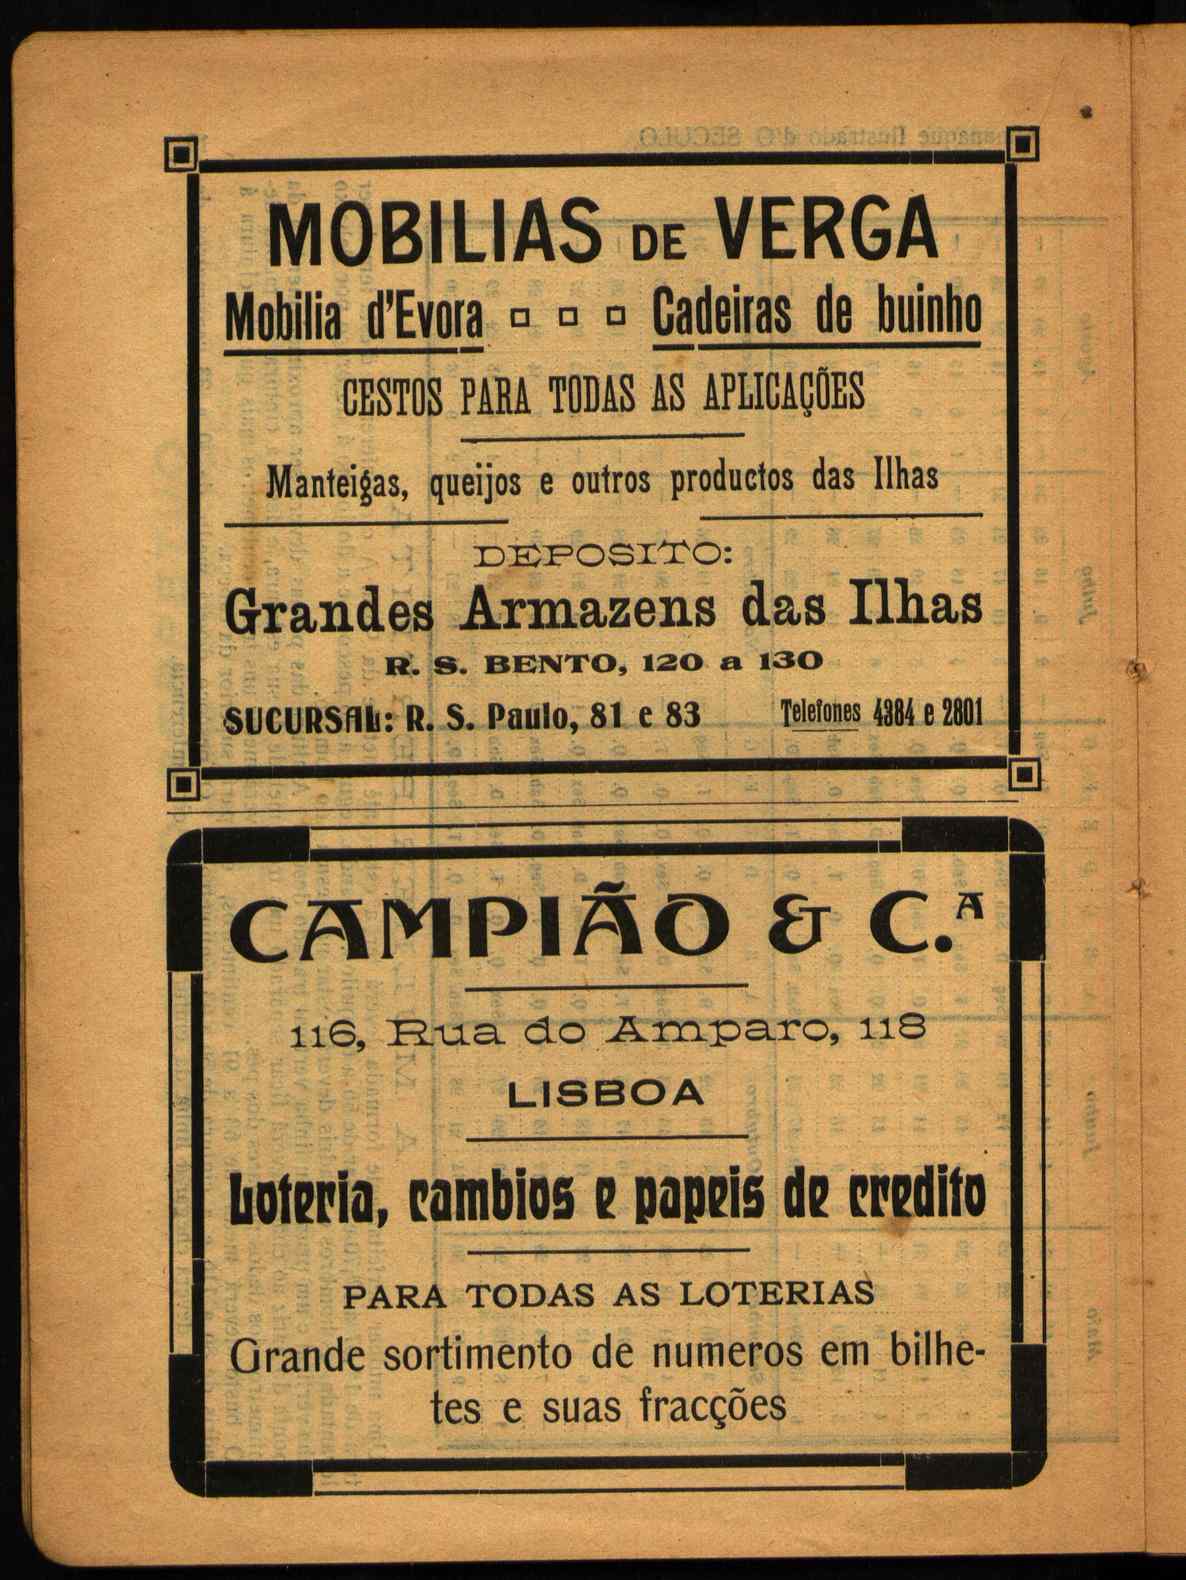 MOBILIAS DE VERGA
Mobilia d'Evora Cadeiras de buinho
CESTOS PARA TODAS AS APLICAÇÕES
Manteigas, queijos e outros productos das Ilhas
DEPOSITO:
Grandes Armazens das Ilhas
R. S. BENTO, 120 a 130
SUCURSAL: R. S. Paulo, 81 e 83 Telefones 4384 e 2801
CAMPIÃO & C.ᴬ
116, Rua do Amparo, 118
LISBOA
Loteria, cambios e papeis de credito
PARA TODAS AS LOTERIAS
Grande sortimento de numeros em bilhe-
tes e suas fracções